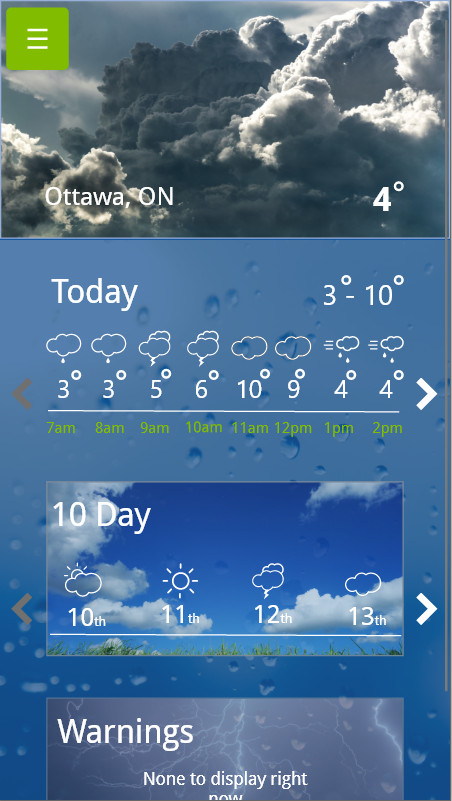 Ottawa, ON 4°
Today 3° - 10°
3° 3° 5° 6° 10° 9° 4° 4°
7am 8am 9am 10am 11am 12pm 1pm 2pm
10 Day
10th 11th 12th 13th
Warnings
None to display right
now